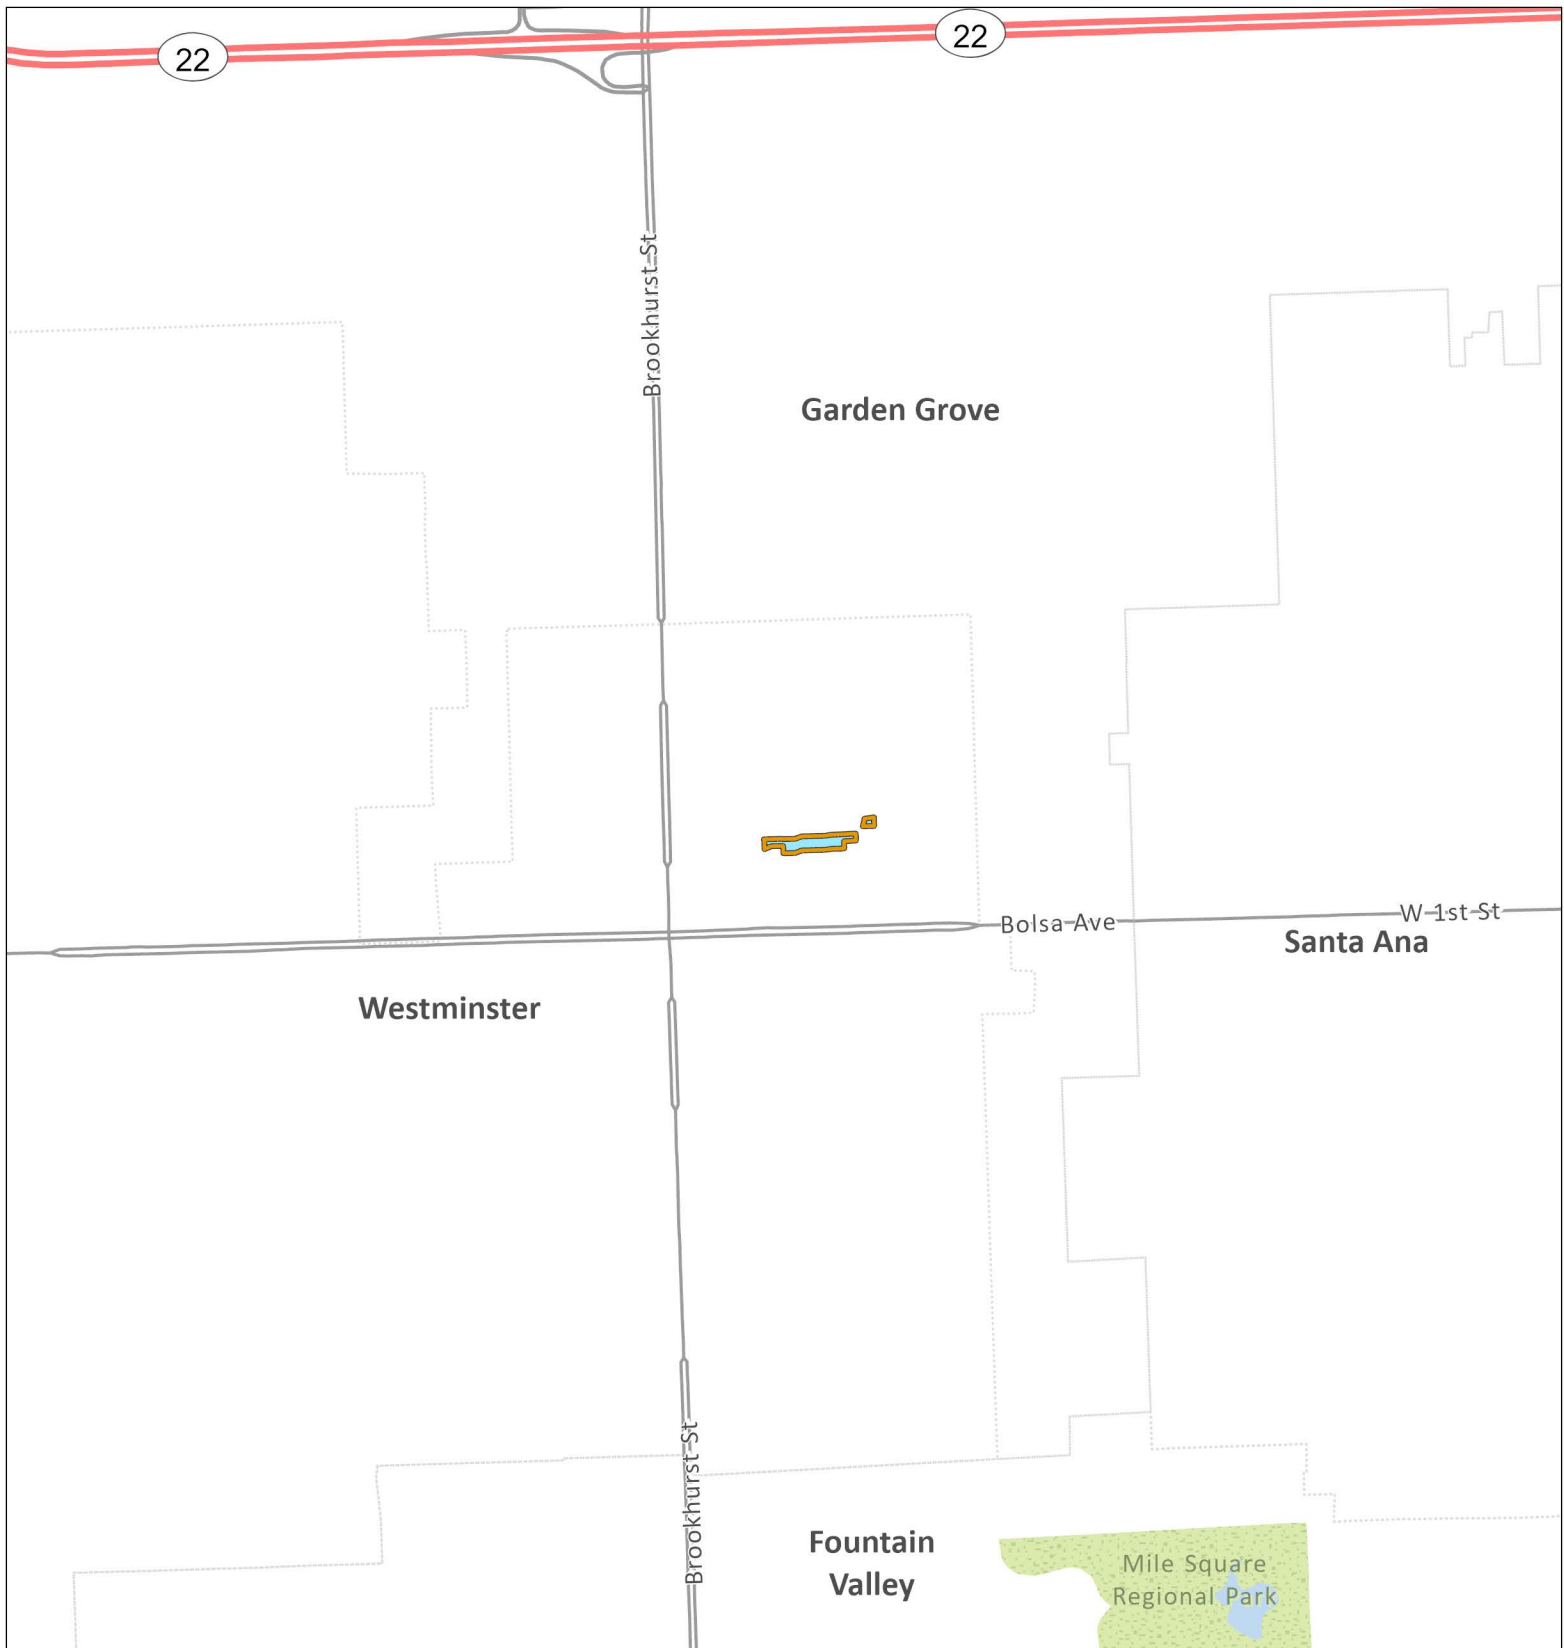 22
22
Brookhurst St
Garden Grove
Bolsa Ave
W 1st St
Santa Ana
Westminster
Brookhurst St
Fountain
Valley
Mile Square
Regional Park